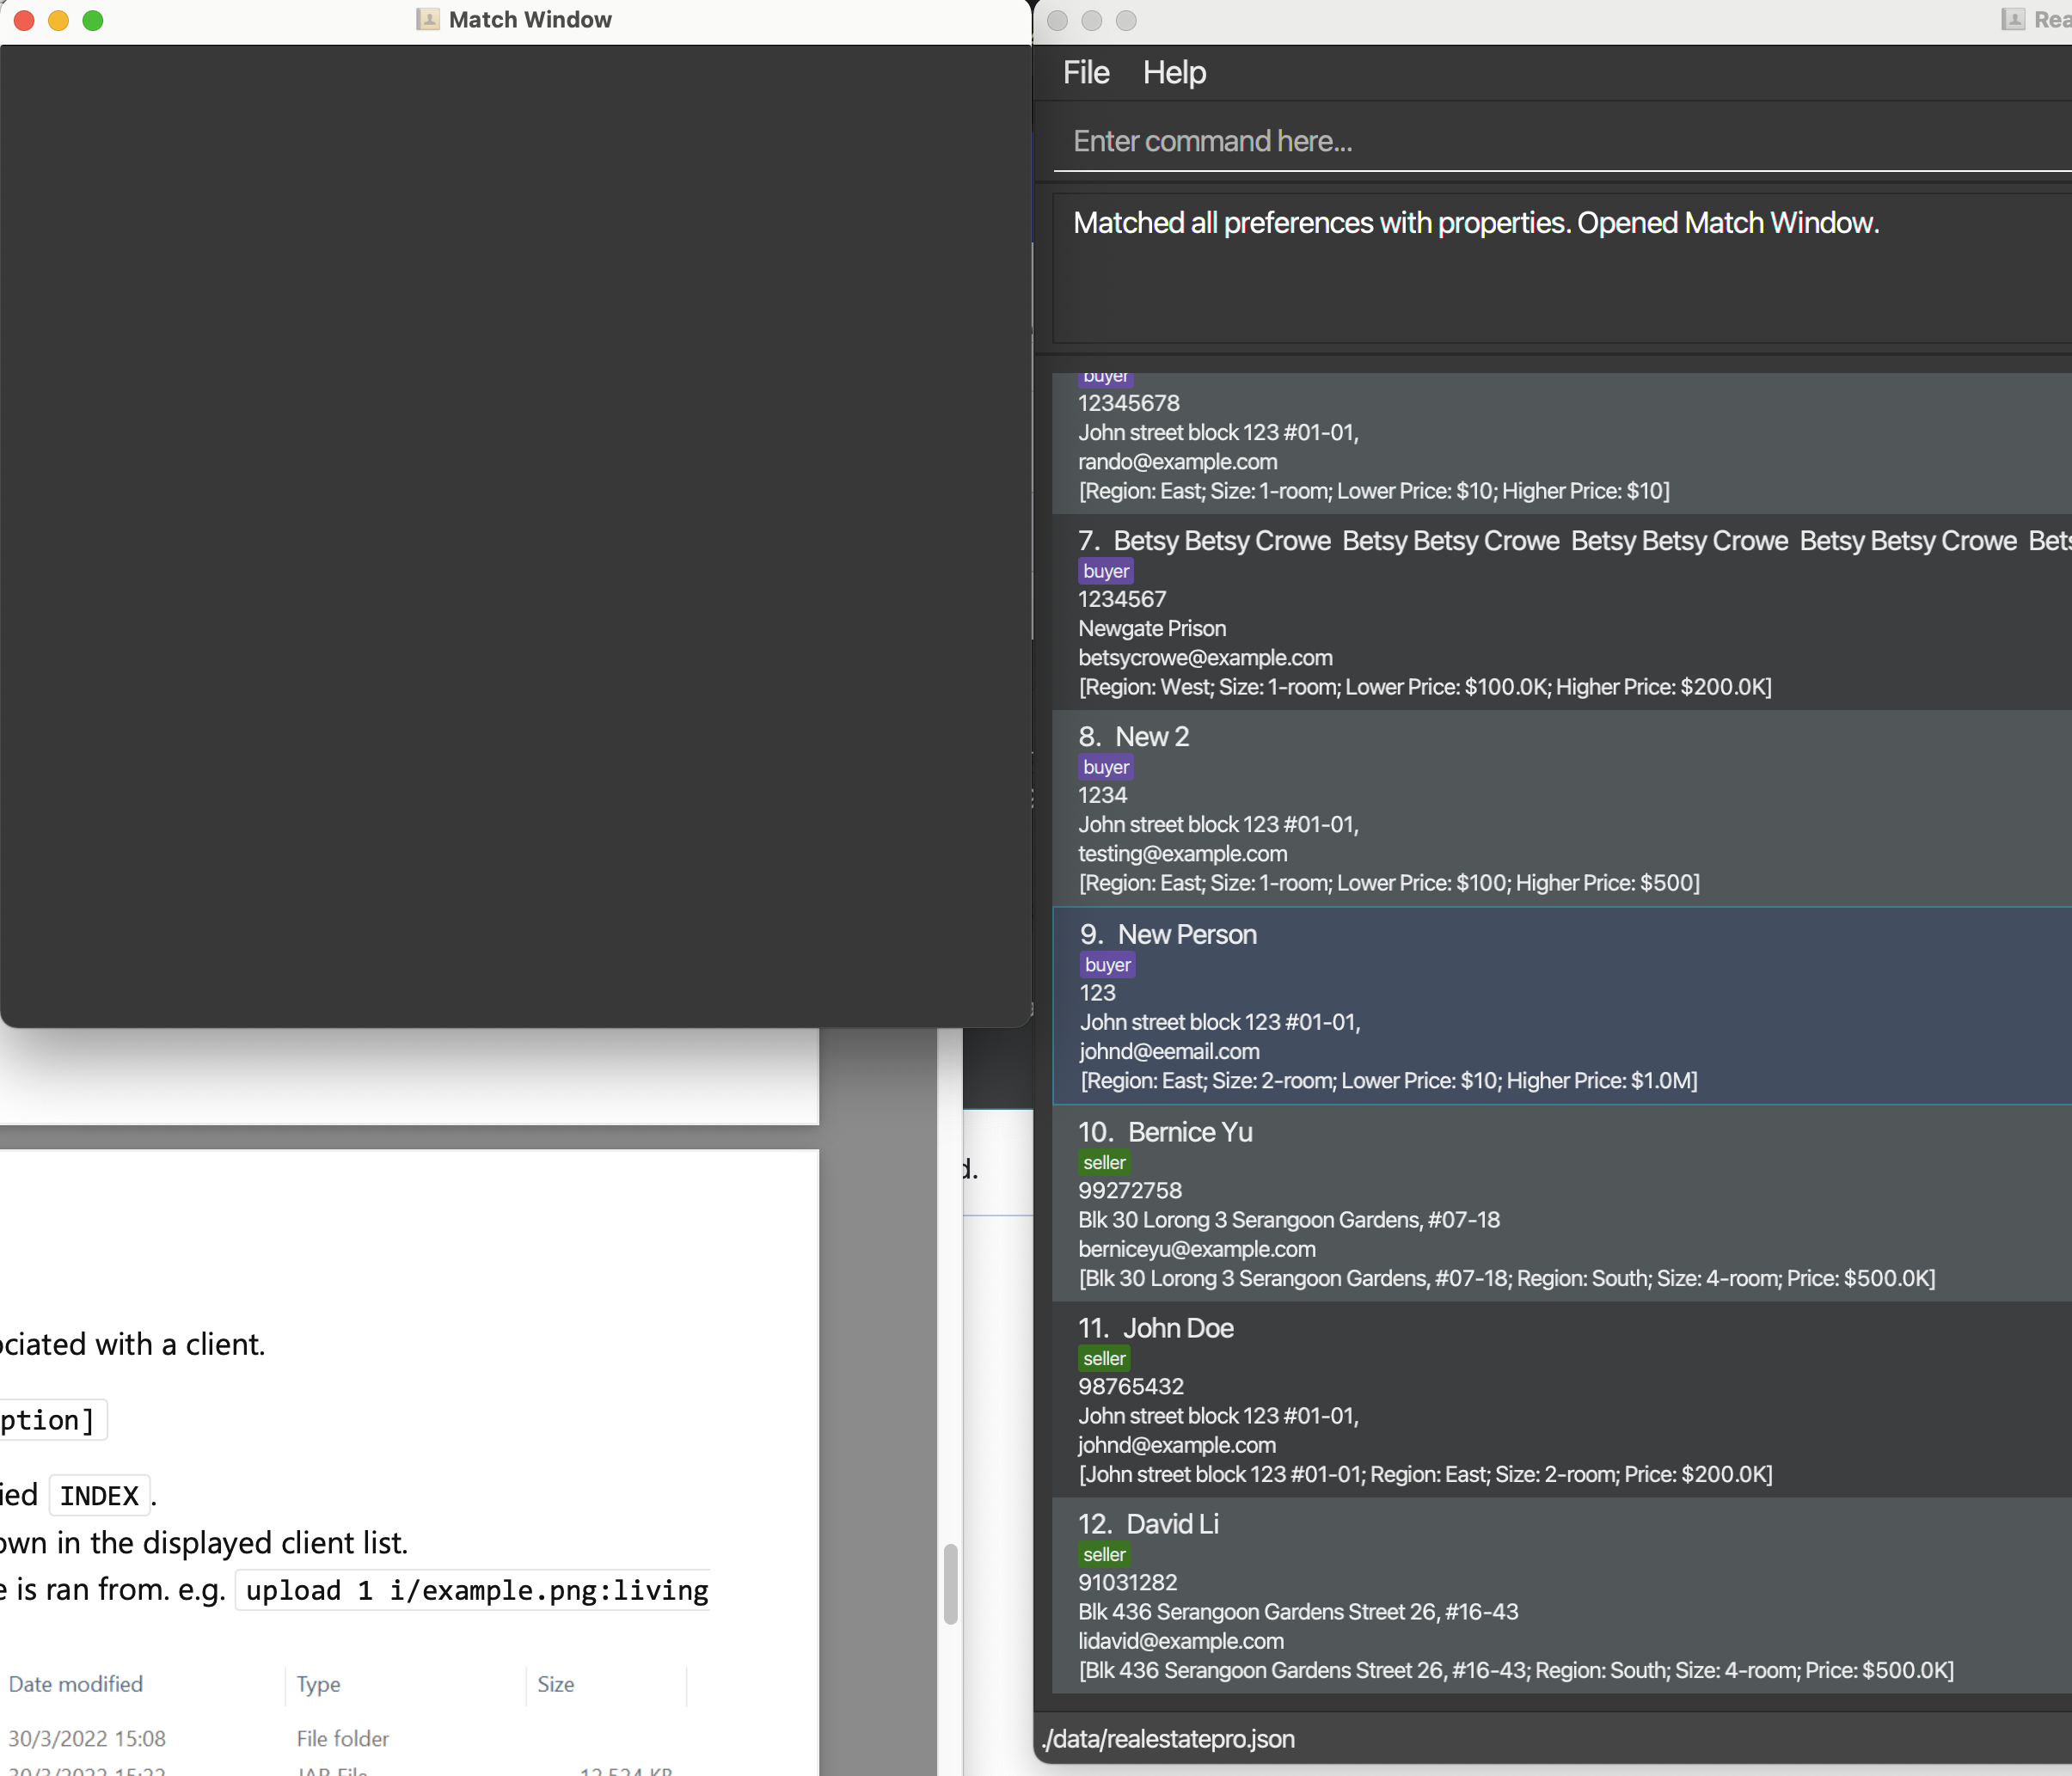 Match Window
File Help
Enter command here...
Matched all preferences with properties. Opened Match Window.
buyer
12345678
John street block 123 #01-01,
rando@example.com
[Region: East; Size: 1-room; Lower Price: $10; Higher Price: $10]
7. Betsy Betsy Crowe Betsy Betsy Crowe Betsy Betsy Crowe Betsy Betsy Crowe
buyer
1234567
Newgate Prison
betsycrowe@example.com
[Region: West; Size: 1-room; Lower Price: $100.0K; Higher Price: $200.0K]
8. New 2
buyer
1234
John street block 123 #01-01,
testing@example.com
[Region: East; Size: 1-room; Lower Price: $100; Higher Price: $500]
9. New Person
buyer
123
John street block 123 #01-01,
johnd@eemail.com
[Region: East; Size: 2-room; Lower Price: $10; Higher Price: $1.0M]
10. Bernice Yu
seller
99272758
Blk 30 Lorong 3 Serangoon Gardens, #07-18
berniceyu@example.com
[Blk 30 Lorong 3 Serangoon Gardens, #07-18; Region: South; Size: 4-room; Price: $500.0K]
11. John Doe
seller
98765432
John street block 123 #01-01,
johnd@example.com
[John street block 123 #01-01; Region: East; Size: 2-room; Price: $200.0K]
12. David Li
seller
91031282
Blk 436 Serangoon Gardens Street 26, #16-43
lidavid@example.com
[Blk 436 Serangoon Gardens Street 26, #16-43; Region: South; Size: 4-room; Price: $500.0K]
./data/realestatepro.json
d.
ociated with a client.
ption]
ied INDEX .
own in the displayed client list.
e is ran from. e.g. upload 1 i/example.png:living
Date modified Type Size
30/3/2022 15:08 File folder